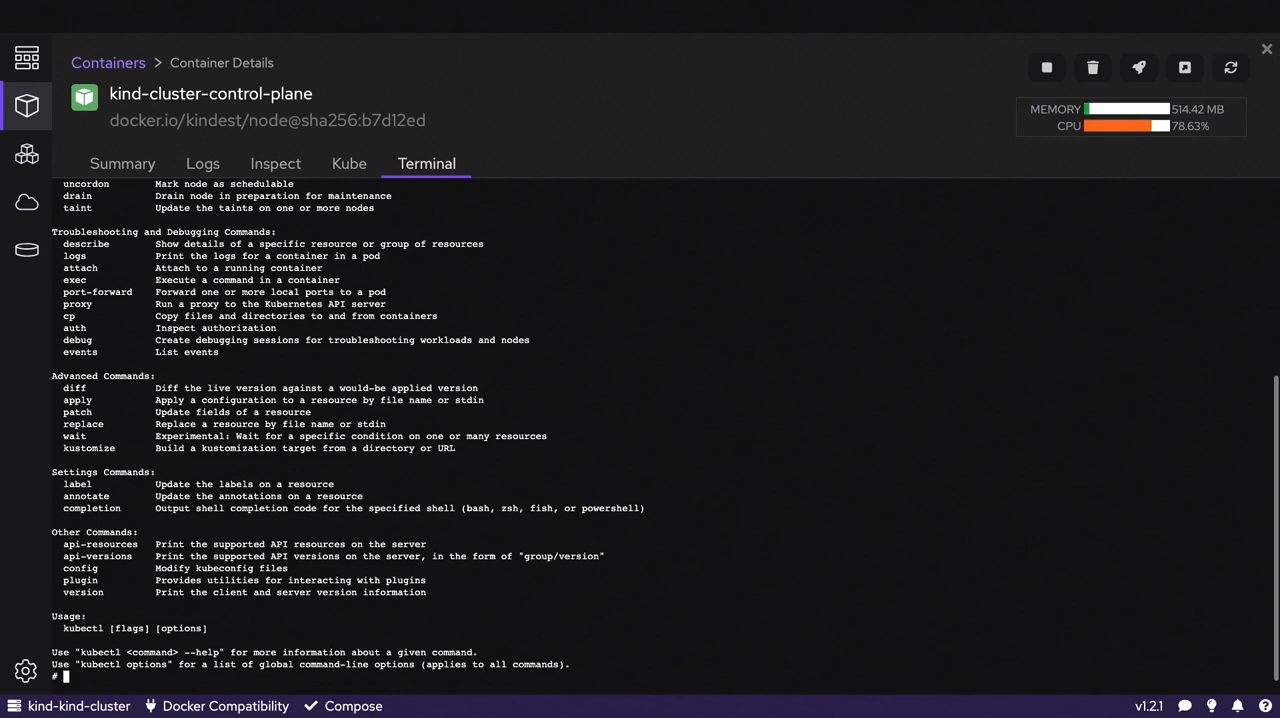 Containers > Container Details
kind-cluster-control-plane
docker.io/kindest/node@sha256:b7d12ed
MEMORY 514.42 MB
CPU 78.63%
Summary Logs Inspect Kube Terminal
uncordon Mark node as schedulable
drain Drain node in preparation for maintenance
taint Update the taints on one or more nodes
Troubleshooting and Debugging Commands:
describe Show details of a specific resource or group of resources
logs Print the logs for a container in a pod
attach Attach to a running container
exec Execute a command in a container
port-forward Forward one or more local ports to a pod
proxy Run a proxy to the Kubernetes API server
cp Copy files and directories to and from containers
auth Inspect authorization
debug Create debugging sessions for troubleshooting workloads and nodes
events List events
Advanced Commands:
diff Diff the live version against a would-be applied version
apply Apply a configuration to a resource by file name or stdin
patch Update fields of a resource
replace Replace a resource by file name or stdin
wait Experimental: Wait for a specific condition on one or many resources
kustomize Build a kustomization target from a directory or URL
Settings Commands:
label Update the labels on a resource
annotate Update the annotations on a resource
completion Output shell completion code for the specified shell (bash, zsh, fish, or powershell)
Other Commands:
api-resources Print the supported API resources on the server
api-versions Print the supported API versions on the server, in the form of "group/version"
config Modify kubeconfig files
plugin Provides utilities for interacting with plugins
version Print the client and server version information
Usage:
kubectl [flags] [options]
Use "kubectl <command> --help" for more information about a given command.
Use "kubectl options" for a list of global command-line options (applies to all commands).
#
kind-kind-cluster Docker Compatibility Compose v1.2.1